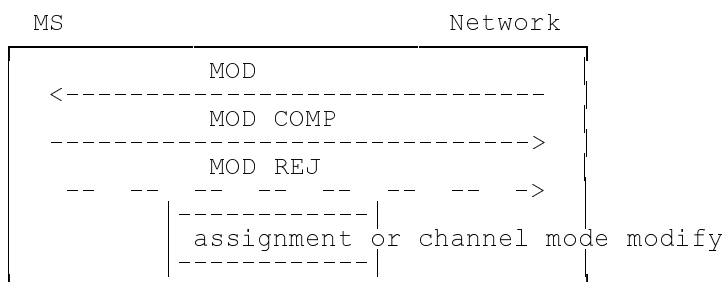 MS Network
MOD
MOD COMP
MOD REJ
assignment or channel mode modify